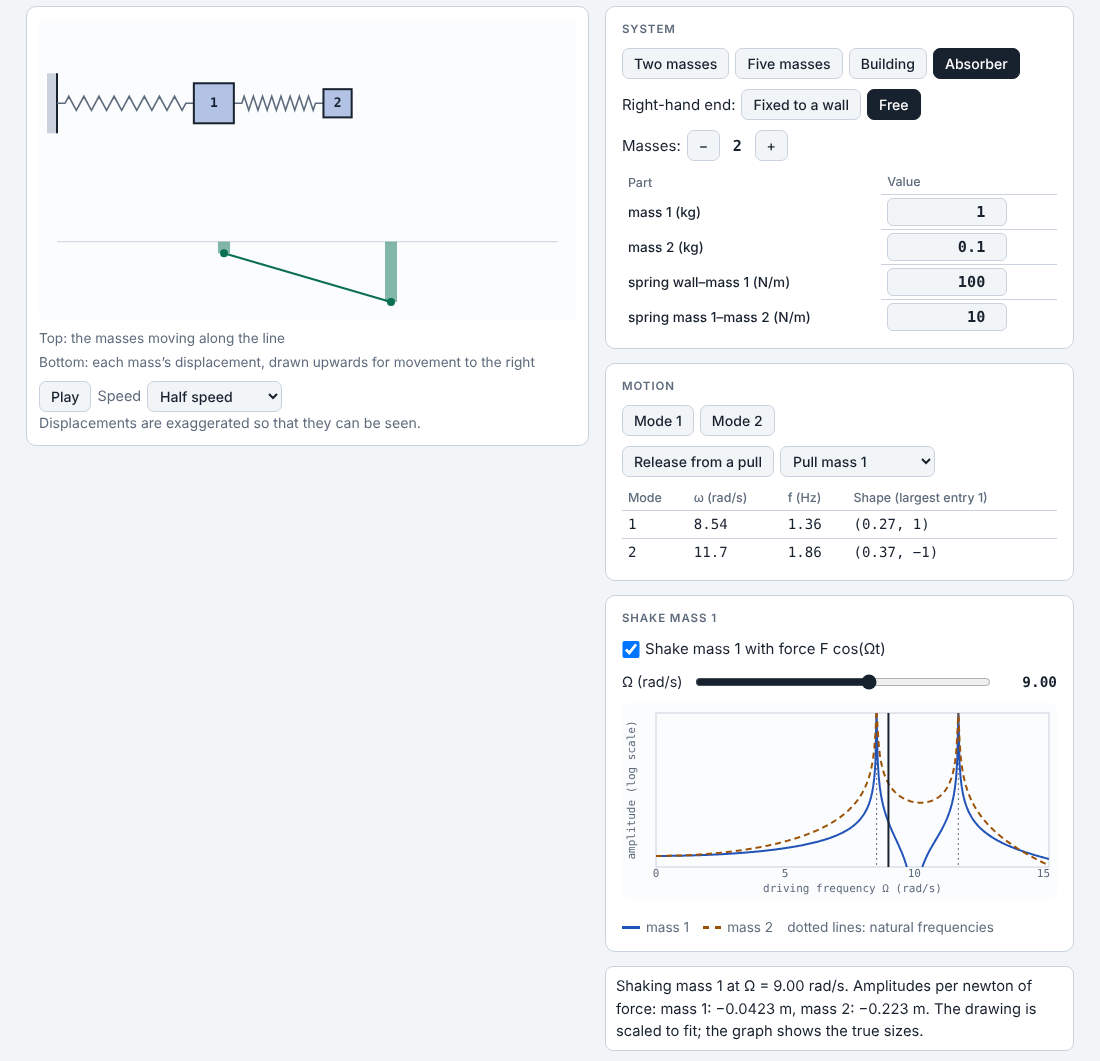 1
2
Top: the masses moving along the line
Bottom: each mass’s displacement, drawn upwards for movement to the right
Play Speed Half speed
Displacements are exaggerated so that they can be seen.
SYSTEM
Two masses Five masses Building Absorber
Right-hand end: Fixed to a wall Free
Masses: − 2 +
Part Value
mass 1 (kg) 1
mass 2 (kg) 0.1
spring wall–mass 1 (N/m) 100
spring mass 1–mass 2 (N/m) 10
MOTION
Mode 1 Mode 2
Release from a pull Pull mass 1
Mode ω (rad/s) f (Hz) Shape (largest entry 1)
1 8.54 1.36 (0.27, 1)
2 11.7 1.86 (0.37, −1)
SHAKE MASS 1
Shake mass 1 with force F cos(Ωt)
Ω (rad/s) 9.00
amplitude (log scale)
0 5 10 15
driving frequency Ω (rad/s)
mass 1 mass 2 dotted lines: natural frequencies
Shaking mass 1 at Ω = 9.00 rad/s. Amplitudes per newton of
force: mass 1: −0.0423 m, mass 2: −0.223 m. The drawing is
scaled to fit; the graph shows the true sizes.